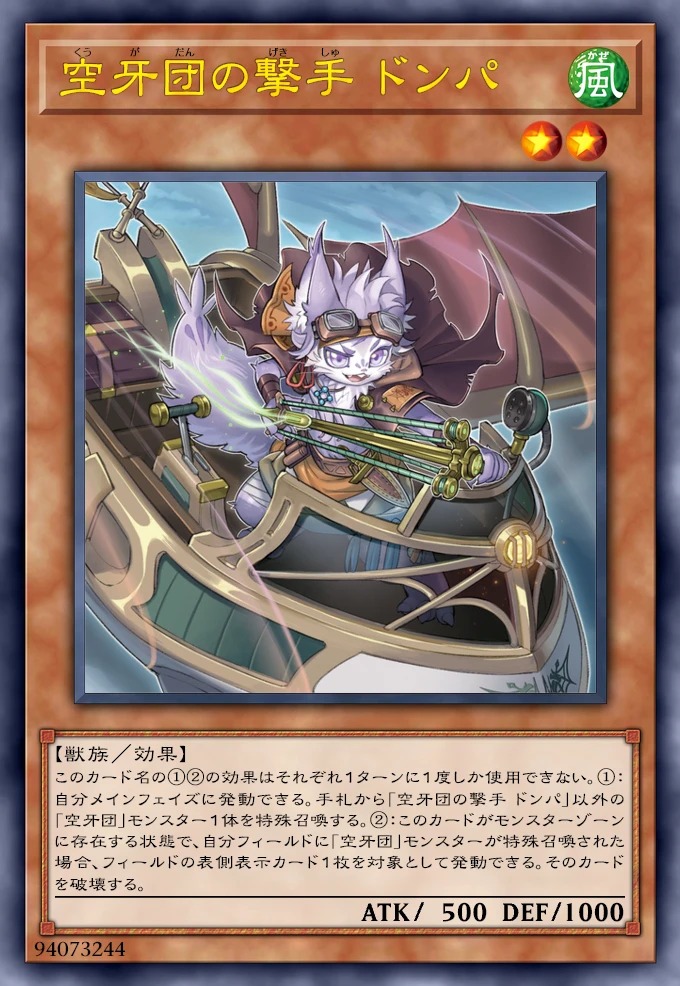 くう が だん げき しゅ
空牙団の撃手 ドンパ
かぜ
風
【獣族／効果】
このカード名の①②の効果はそれぞれ1ターンに1度しか使用できない。①：
自分メインフェイズに発動できる。手札から「空牙団の撃手 ドンパ」以外の
「空牙団」モンスター1体を特殊召喚する。②：このカードがモンスターゾーン
に存在する状態で、自分フィールドに「空牙団」モンスターが特殊召喚された
場合、フィールドの表側表示カード1枚を対象として発動できる。そのカード
を破壊する。
ATK/ 500 DEF/1000
94073244